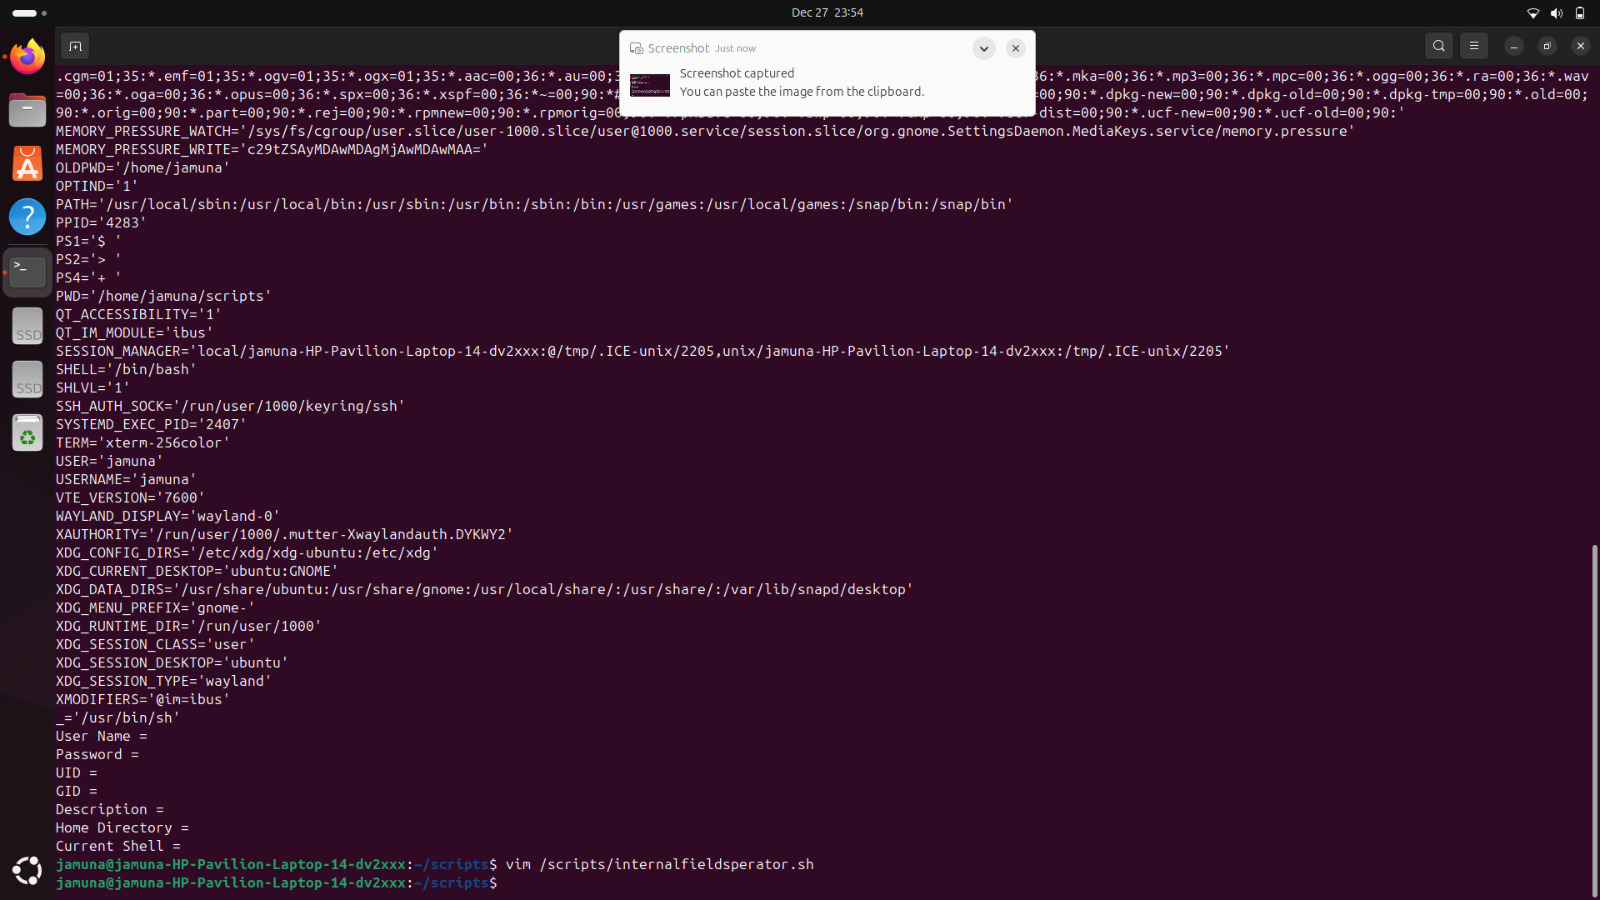 Dec 27 23:54
Screenshot Just now
Screenshot captured
You can paste the image from the clipboard.
.cgm=01;35:*.emf=01;35:*.ogv=01;35:*.ogx=01;35:*.aac=00;36:*.au=00; 36:*.mka=00;36:*.mp3=00;36:*.mpc=00;36:*.ogg=00;36:*.ra=00;36:*.wav
=00;36:*.oga=00;36:*.opus=00;36:*.spx=00;36:*.xspf=00;36:*~=00;90:*# =00;90:*.dpkg-new=00;90:*.dpkg-old=00;90:*.dpkg-tmp=00;90:*.old=00;
90:*.orig=00;90:*.part=00;90:*.rej=00;90:*.rpmnew=00;90:*.rpmorig=00 -dist=00;90:*.ucf-new=00;90:*.ucf-old=00;90:'
MEMORY_PRESSURE_WATCH='/sys/fs/cgroup/user.slice/user-1000.slice/user@1000.service/session.slice/org.gnome.SettingsDaemon.MediaKeys.service/memory.pressure'
MEMORY_PRESSURE_WRITE='c29tZSAyMDAwMDAgMjAwMDAwMAA='
OLDPWD='/home/jamuna'
OPTIND='1'
PATH='/usr/local/sbin:/usr/local/bin:/usr/sbin:/usr/bin:/sbin:/bin:/usr/games:/usr/local/games:/snap/bin:/snap/bin'
PPID='4283'
PS1='$ '
PS2='> '
PS4='+ '
PWD='/home/jamuna/scripts'
QT_ACCESSIBILITY='1'
QT_IM_MODULE='ibus'
SESSION_MANAGER='local/jamuna-HP-Pavilion-Laptop-14-dv2xxx:@/tmp/.ICE-unix/2205,unix/jamuna-HP-Pavilion-Laptop-14-dv2xxx:/tmp/.ICE-unix/2205'
SHELL='/bin/bash'
SHLVL='1'
SSH_AUTH_SOCK='/run/user/1000/keyring/ssh'
SYSTEMD_EXEC_PID='2407'
TERM='xterm-256color'
USER='jamuna'
USERNAME='jamuna'
VTE_VERSION='7600'
WAYLAND_DISPLAY='wayland-0'
XAUTHORITY='/run/user/1000/.mutter-Xwaylandauth.DYKWY2'
XDG_CONFIG_DIRS='/etc/xdg/xdg-ubuntu:/etc/xdg'
XDG_CURRENT_DESKTOP='ubuntu:GNOME'
XDG_DATA_DIRS='/usr/share/ubuntu:/usr/share/gnome:/usr/local/share/:/usr/share/:/var/lib/snapd/desktop'
XDG_MENU_PREFIX='gnome-'
XDG_RUNTIME_DIR='/run/user/1000'
XDG_SESSION_CLASS='user'
XDG_SESSION_DESKTOP='ubuntu'
XDG_SESSION_TYPE='wayland'
XMODIFIERS='@im=ibus'
_='/usr/bin/sh'
User Name =
Password =
UID =
GID =
Description =
Home Directory =
Current Shell =
jamuna@jamuna-HP-Pavilion-Laptop-14-dv2xxx:~/scripts$ vim /scripts/internalfieldsperator.sh
jamuna@jamuna-HP-Pavilion-Laptop-14-dv2xxx:~/scripts$
SSD
SSD